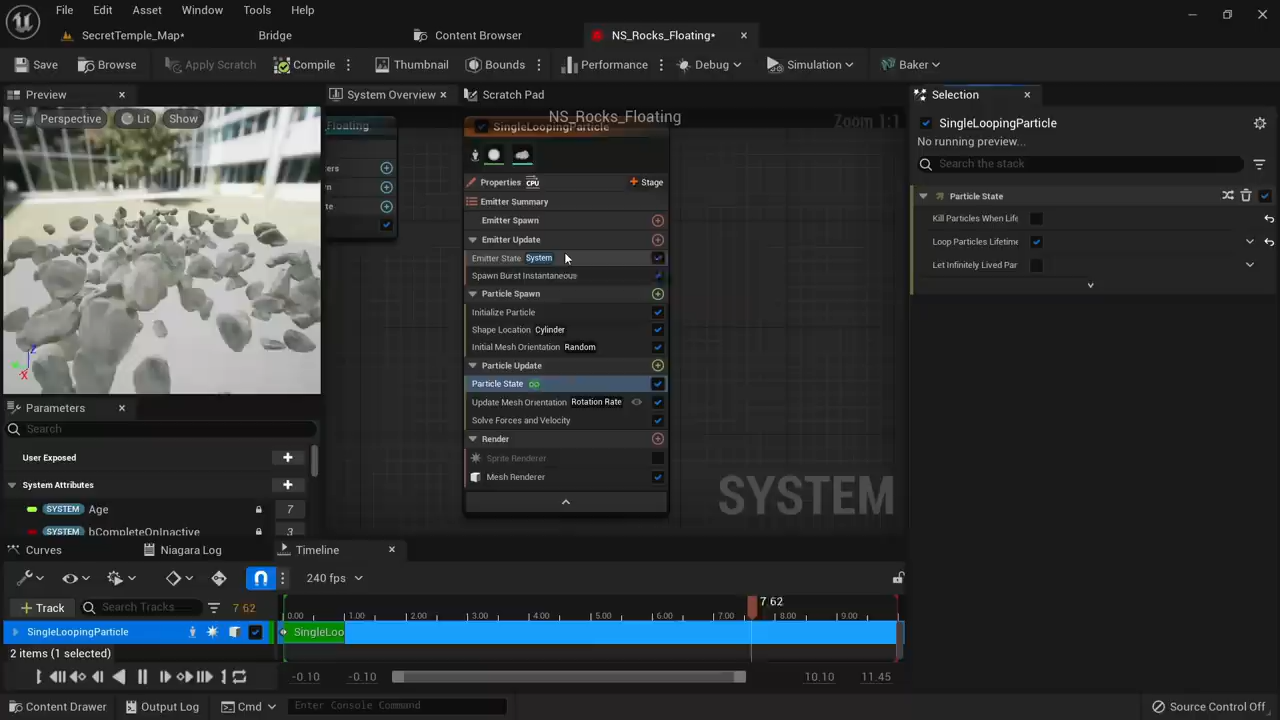 File Edit Asset Window Tools Help
SecretTemple_Map* Bridge Content Browser NS_Rocks_Floating*
Save Browse Apply Scratch Compile Thumbnail Bounds Performance Debug Simulation Baker
Preview System Overview Scratch Pad Selection
Perspective Lit Show
Floating
NS_Rocks_Floating
Zoom 1:1
SingleLoopingParticle
SingleLoopingParticle
No running preview...
Search the stack
Properties CPU Stage
Emitter Summary
Emitter Spawn
Emitter Update
Emitter State System
Spawn Burst Instantaneous
Particle Spawn
Initialize Particle
Shape Location Cylinder
Initial Mesh Orientation Random
Particle Update
Particle State
Update Mesh Orientation Rotation Rate
Solve Forces and Velocity
Render
Sprite Renderer
Mesh Renderer
SYSTEM
Particle State
Kill Particles When Life
Loop Particles Lifetime
Let Infinitely Lived Par
Z
X
Parameters
Search
User Exposed
System Attributes
SYSTEM Age 7
SYSTEM bCompleteOnInactive 3
Curves Niagara Log Timeline
240 fps
Track Search Tracks 7.62
7.62
0.00 1.00 2.00 3.00 4.00 5.00 6.00 7.00 8.00 9.00
SingleLoopingParticle SingleLoo
2 items (1 selected)
-0.10 -0.10 10.10 11.45
Content Drawer Output Log Cmd Enter Console Command Source Control Off